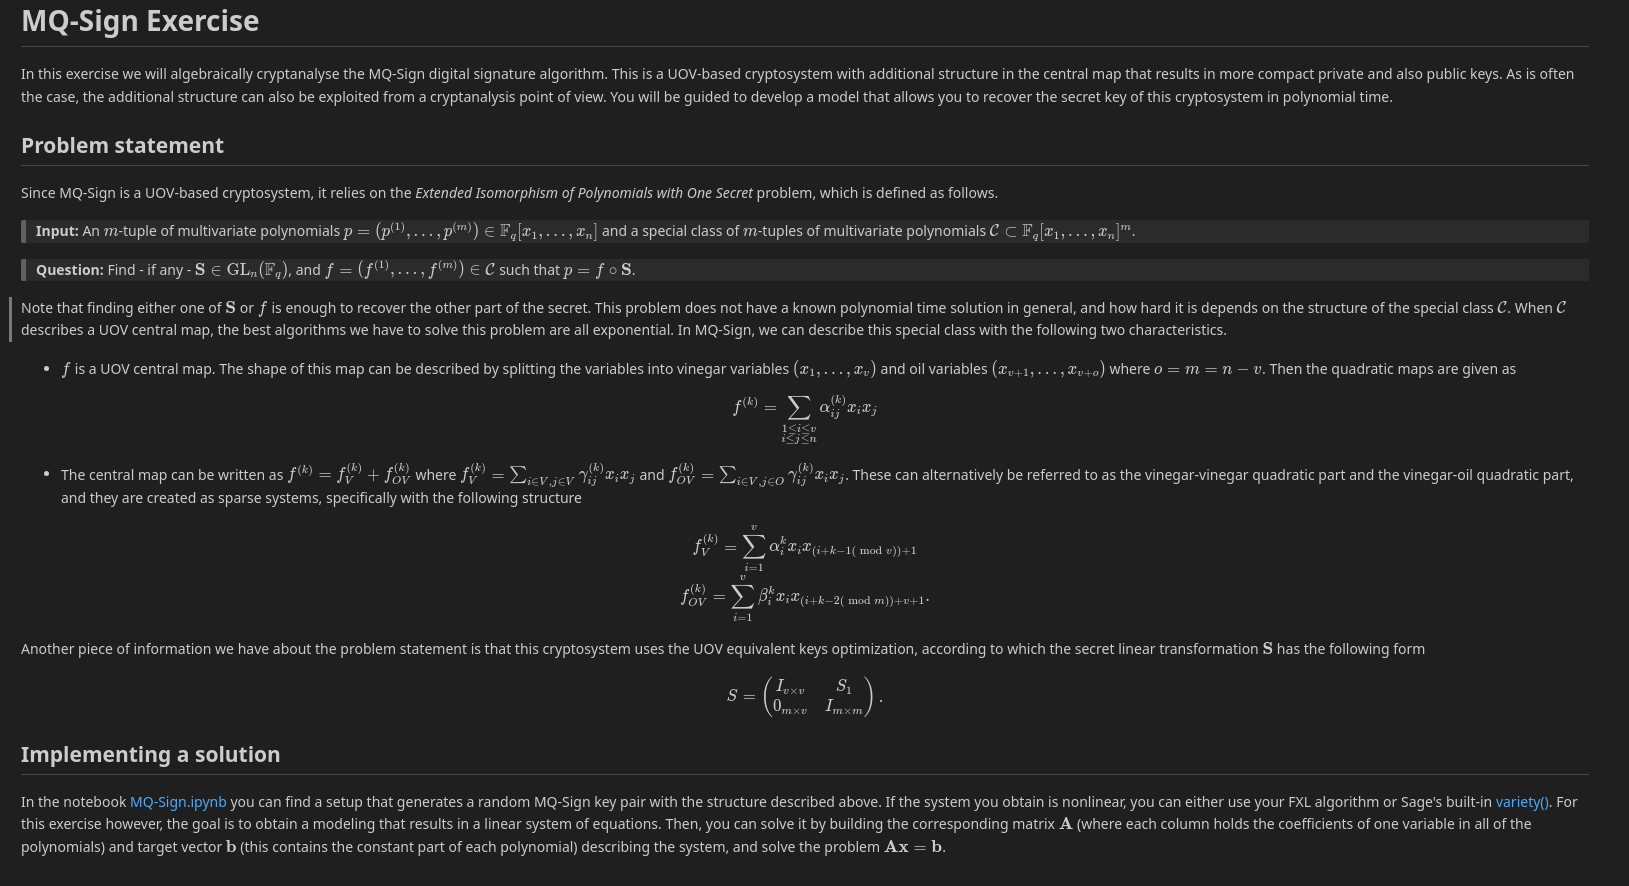 MQ-Sign Exercise
In this exercise we will algebraically cryptanalyse the MQ-Sign digital signature algorithm. This is a UOV-based cryptosystem with additional structure in the central map that results in more compact private and also public keys. As is often
the case, the additional structure can also be exploited from a cryptanalysis point of view. You will be guided to develop a model that allows you to recover the secret key of this cryptosystem in polynomial time.
Problem statement
Since MQ-Sign is a UOV-based cryptosystem, it relies on the Extended Isomorphism of Polynomials with One Secret problem, which is defined as follows.
Input: An $m$-tuple of multivariate polynomials $p = (p^{(1)}, \ldots, p^{(m)}) \in \mathbb{F}_q[x_1, \ldots, x_n]$ and a special class of $m$-tuples of multivariate polynomials $\mathcal{C} \subset \mathbb{F}_q[x_1, \ldots, x_n]^m$.
Question: Find - if any - $\mathbf{S} \in \mathrm{GL}_n(\mathbb{F}_q)$, and $f = (f^{(1)}, \ldots, f^{(m)}) \in \mathcal{C}$ such that $p = f \circ \mathbf{S}$.
Note that finding either one of $\mathbf{S}$ or $f$ is enough to recover the other part of the secret. This problem does not have a known polynomial time solution in general, and how hard it is depends on the structure of the special class $\mathcal{C}$. When $\mathcal{C}$
describes a UOV central map, the best algorithms we have to solve this problem are all exponential. In MQ-Sign, we can describe this special class with the following two characteristics.
• $f$ is a UOV central map. The shape of this map can be described by splitting the variables into vinegar variables $(x_1, \ldots, x_v)$ and oil variables $(x_{v+1}, \ldots, x_{v+o})$ where $o = m = n - v$. Then the quadratic maps are given as
$f^{(k)} = \sum_{\substack{1 \le i \le v \\ i \le j \le n}} \alpha_{ij}^{(k)} x_i x_j$
• The central map can be written as $f^{(k)} = f_V^{(k)} + f_{OV}^{(k)}$ where $f_V^{(k)} = \sum_{i \in V, j \in V} \gamma_{ij}^{(k)} x_i x_j$ and $f_{OV}^{(k)} = \sum_{i \in V, j \in O} \gamma_{ij}^{(k)} x_i x_j$. These can alternatively be referred to as the vinegar-vinegar quadratic part and the vinegar-oil quadratic part,
and they are created as sparse systems, specifically with the following structure
$f_V^{(k)} = \sum_{i=1}^{v} \alpha_i^k x_i x_{(i+k-1 (\bmod v))+1}$
$f_{OV}^{(k)} = \sum_{i=1}^{v} \beta_i^k x_i x_{(i+k-2 (\bmod m))+v+1}.$
Another piece of information we have about the problem statement is that this cryptosystem uses the UOV equivalent keys optimization, according to which the secret linear transformation $\mathbf{S}$ has the following form
$S = \begin{pmatrix} I_{v \times v} & S_1 \\ 0_{m \times v} & I_{m \times m} \end{pmatrix}.$
Implementing a solution
In the notebook MQ-Sign.ipynb you can find a setup that generates a random MQ-Sign key pair with the structure described above. If the system you obtain is nonlinear, you can either use your FXL algorithm or Sage's built-in variety(). For
this exercise however, the goal is to obtain a modeling that results in a linear system of equations. Then, you can solve it by building the corresponding matrix $\mathbf{A}$ (where each column holds the coefficients of one variable in all of the
polynomials) and target vector $\mathbf{b}$ (this contains the constant part of each polynomial) describing the system, and solve the problem $\mathbf{A}\mathbf{x} = \mathbf{b}$.